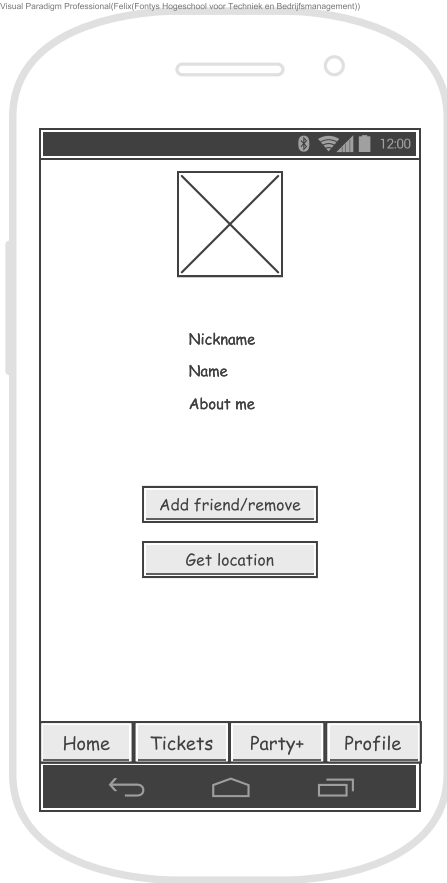 Visual Paradigm Professional(Felix(Fontys Hogeschool voor Techniek en Bedrijfsmanagement))
12:00
Nickname
Name
About me
Add friend/remove
Get location
Home Tickets Party+ Profile